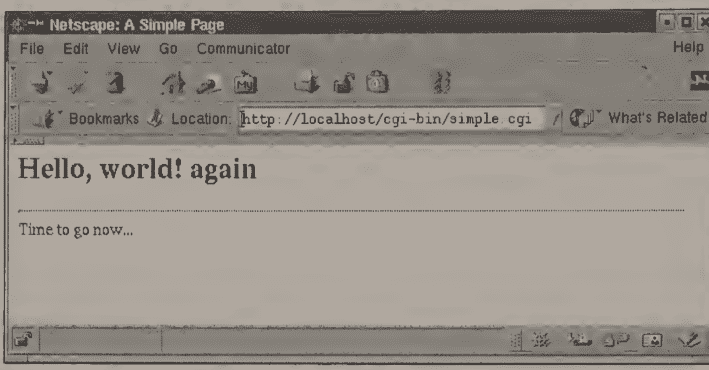 Netscape: A Simple Page
File Edit View Go Communicator Help
My N
Bookmarks Location: http://localhost/cgi-bin/simple.cgi What's Related
Hello, world! again
Time to go now...